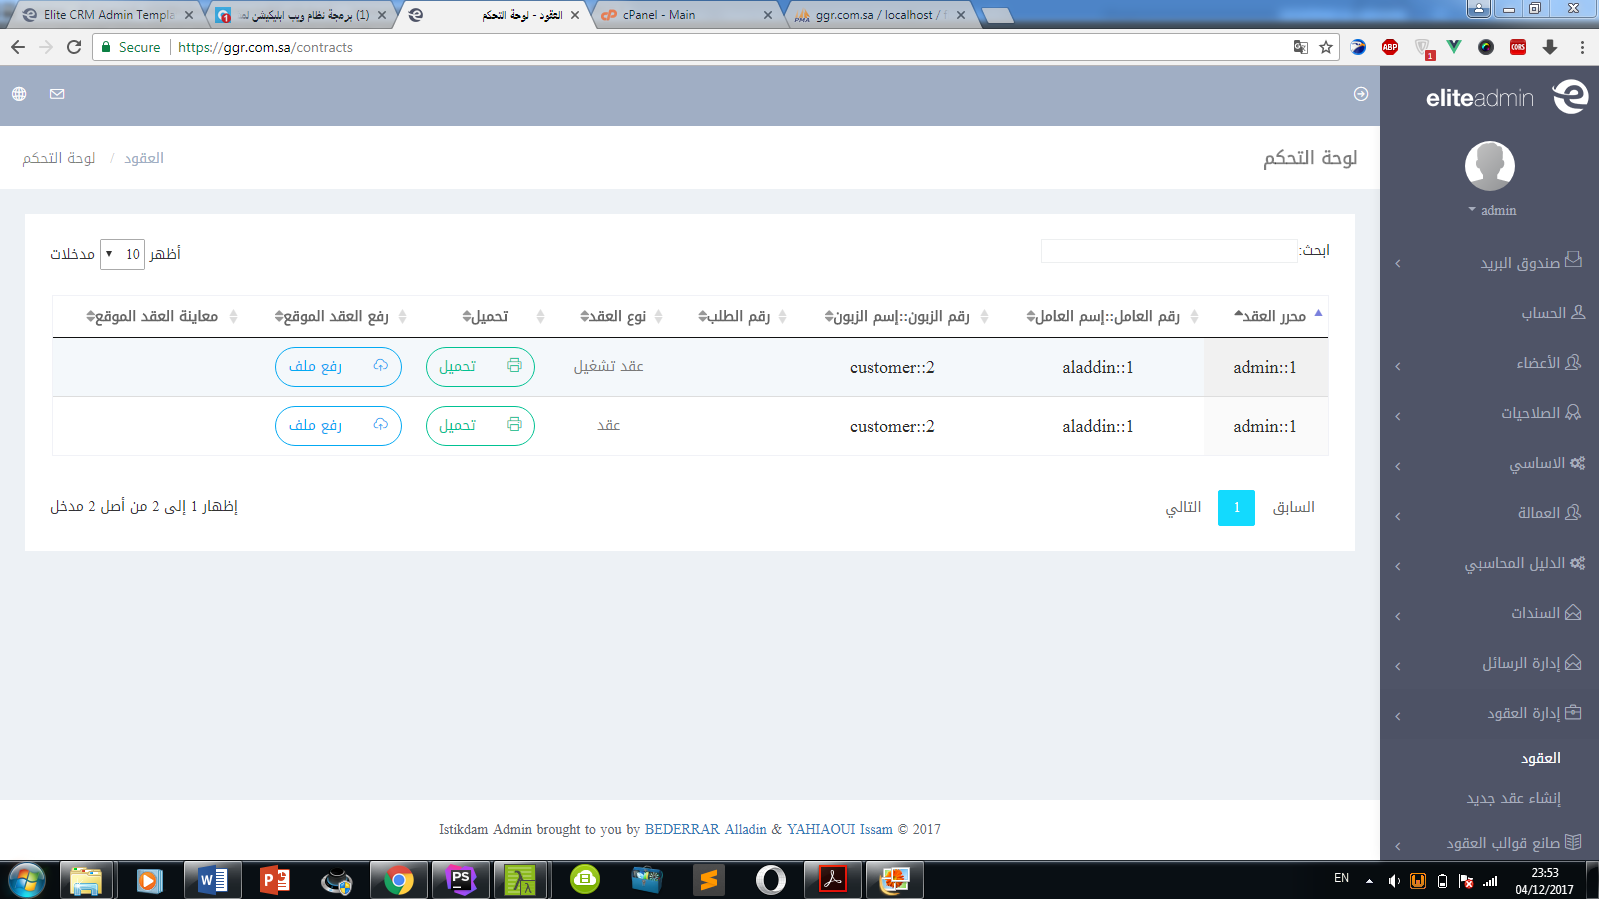 Elite CRM Admin Templa
(1) برمجة نظام ويب ابليكيشن لم
العقود - لوحة التحكم
cPanel - Main
ggr.com.sa / localhost / f
Secure
https://ggr.com.sa/contracts
eliteadmin
لوحة التحكم
لوحة التحكم / العقود
admin
صندوق البريد
الحساب
الأعضاء
الصلاحيات
الاساسي
العمالة
الدليل المحاسبي
السندات
إدارة الرسائل
إدارة العقود
العقود
إنشاء عقد جديد
صانع قوالب العقود
ابحث:
أظهر 10 مدخلات
محرر العقد رقم العامل::إسم العامل رقم الزبون::إسم الزبون رقم الطلب نوع العقد تحميل رفع العقد الموقع معاينة العقد الموقع
admin::1 aladdin::1 customer::2 عقد تشغيل تحميل رفع ملف
admin::1 aladdin::1 customer::2 عقد تحميل رفع ملف
السابق 1 التالي
إظهار 1 إلى 2 من أصل 2 مدخل
Istikdam Admin brought to you by BEDERRAR Alladin & YAHIAOUI Issam © 2017
EN
23:53
04/12/2017